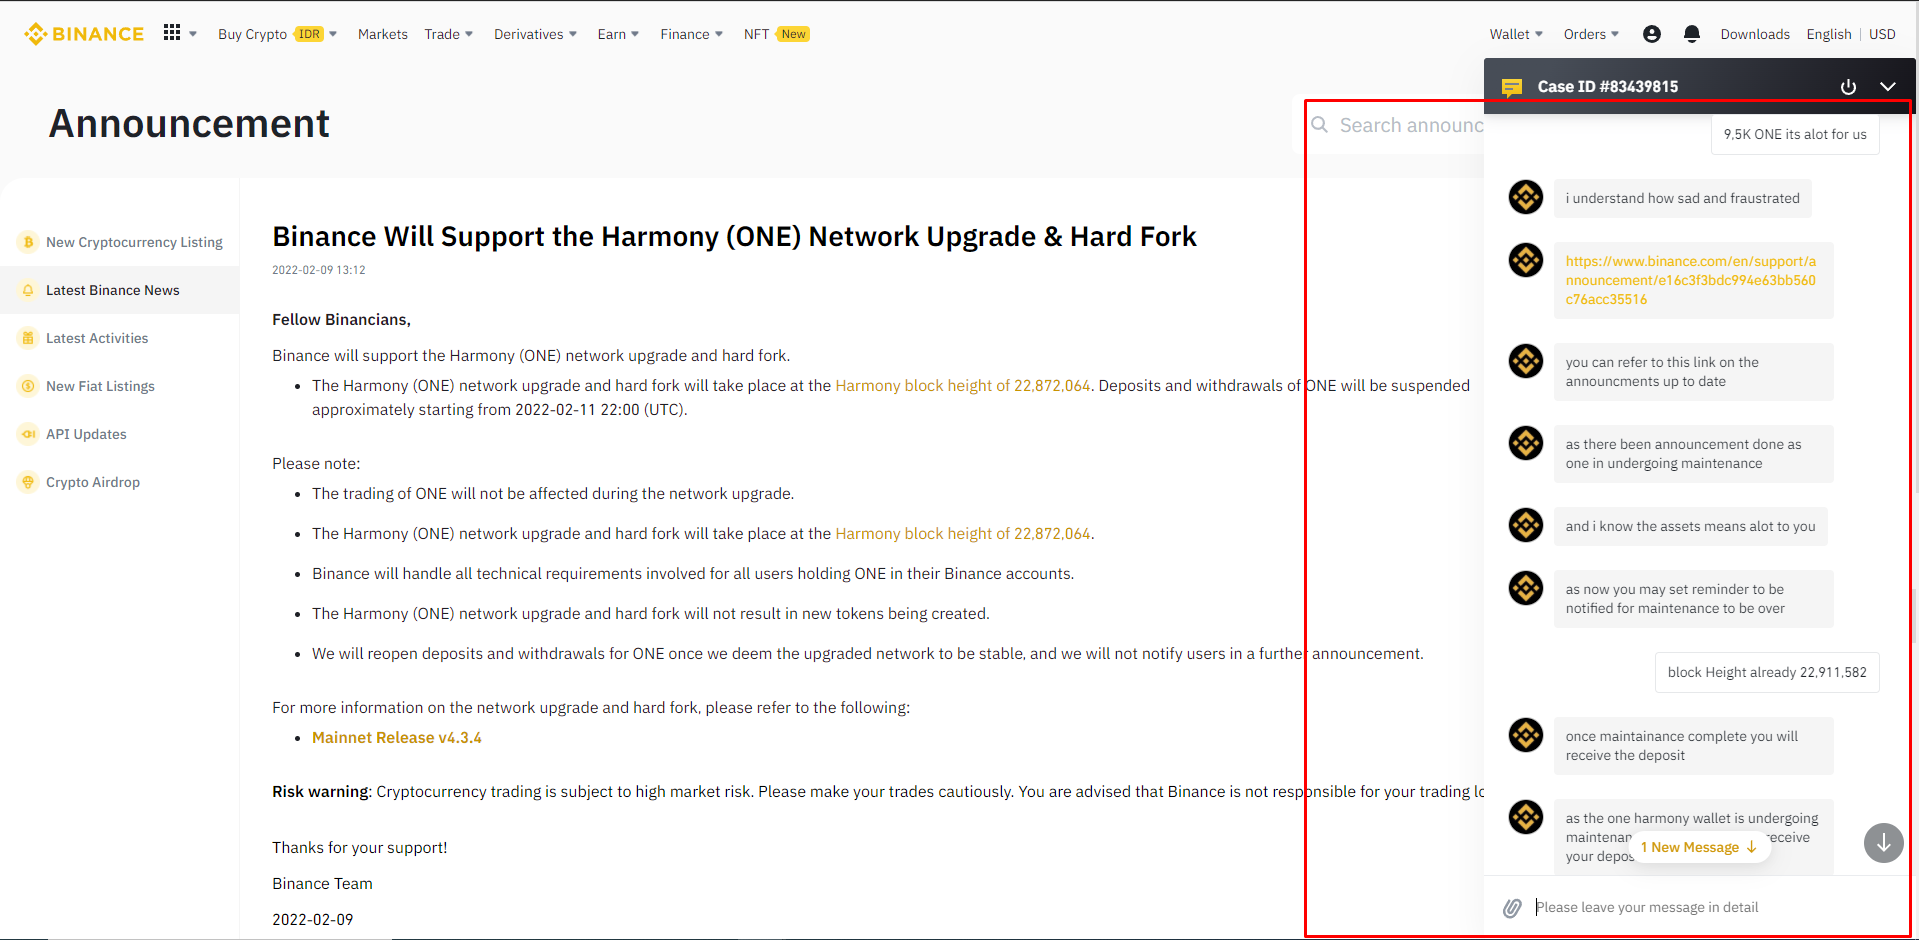 BINANCE
Buy Crypto IDR
Markets
Trade
Derivatives
Earn
Finance
NFT New
Wallet
Orders
Downloads
English | USD
Announcement
Search announc
New Cryptocurrency Listing
Latest Binance News
Latest Activities
New Fiat Listings
API Updates
Crypto Airdrop
Binance Will Support the Harmony (ONE) Network Upgrade & Hard Fork
2022-02-09 13:12
Fellow Binancians,
Binance will support the Harmony (ONE) network upgrade and hard fork.
• The Harmony (ONE) network upgrade and hard fork will take place at the Harmony block height of 22,872,064. Deposits and withdrawals of ONE will be suspended
approximately starting from 2022-02-11 22:00 (UTC).
Please note:
• The trading of ONE will not be affected during the network upgrade.
• The Harmony (ONE) network upgrade and hard fork will take place at the Harmony block height of 22,872,064.
• Binance will handle all technical requirements involved for all users holding ONE in their Binance accounts.
• The Harmony (ONE) network upgrade and hard fork will not result in new tokens being created.
• We will reopen deposits and withdrawals for ONE once we deem the upgraded network to be stable, and we will not notify users in a further announcement.
For more information on the network upgrade and hard fork, please refer to the following:
• Mainnet Release v4.3.4
Risk warning: Cryptocurrency trading is subject to high market risk. Please make your trades cautiously. You are advised that Binance is not responsible for your trading lo
Thanks for your support!
Binance Team
2022-02-09
Case ID #83439815
9,5K ONE its alot for us
i understand how sad and fraustrated
https://www.binance.com/en/support/a
nnouncement/e16c3f3bdc994e63bb560
c76acc35516
you can refer to this link on the
announcments up to date
as there been announcement done as
one in undergoing maintenance
and i know the assets means alot to you
as now you may set reminder to be
notified for maintenance to be over
block Height already 22,911,582
once maintainance complete you will
receive the deposit
as the one harmony wallet is undergoing
maintenan eceive
your depos
1 New Message
Please leave your message in detail